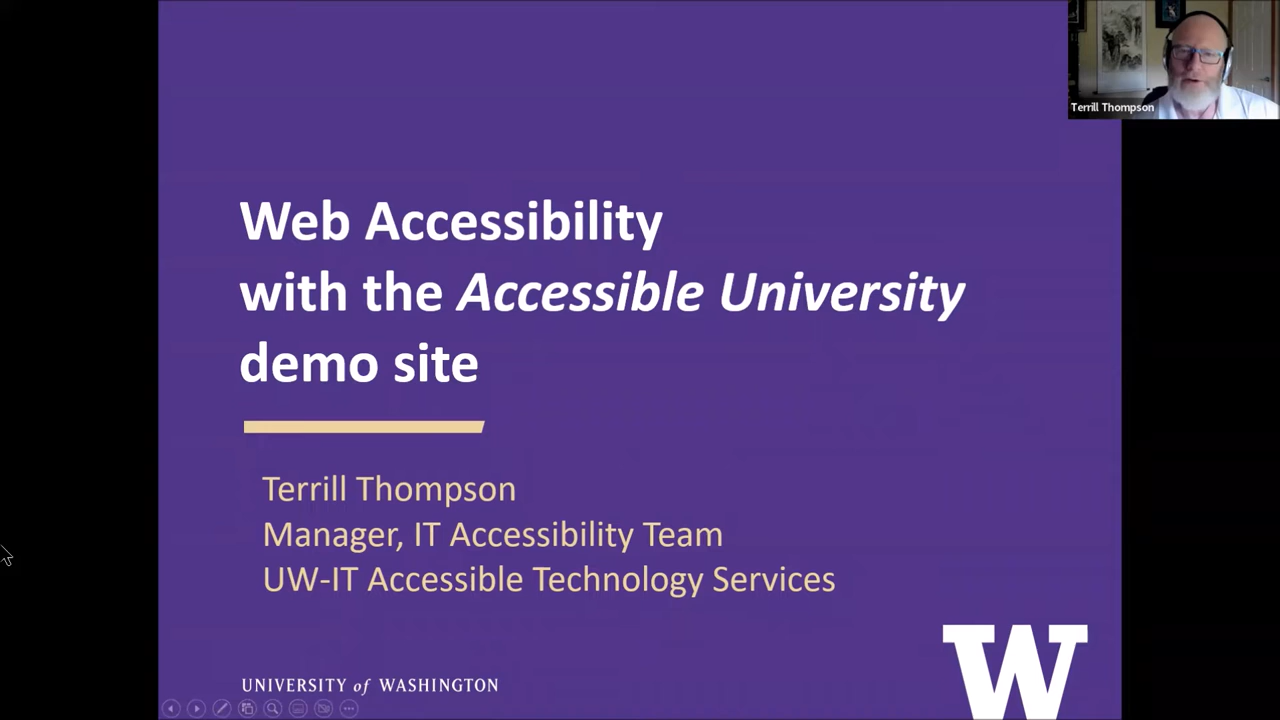 Terrill Thompson
Web Accessibility
with the Accessible University
demo site
Terrill Thompson
Manager, IT Accessibility Team
UW-IT Accessible Technology Services
UNIVERSITY of WASHINGTON
W